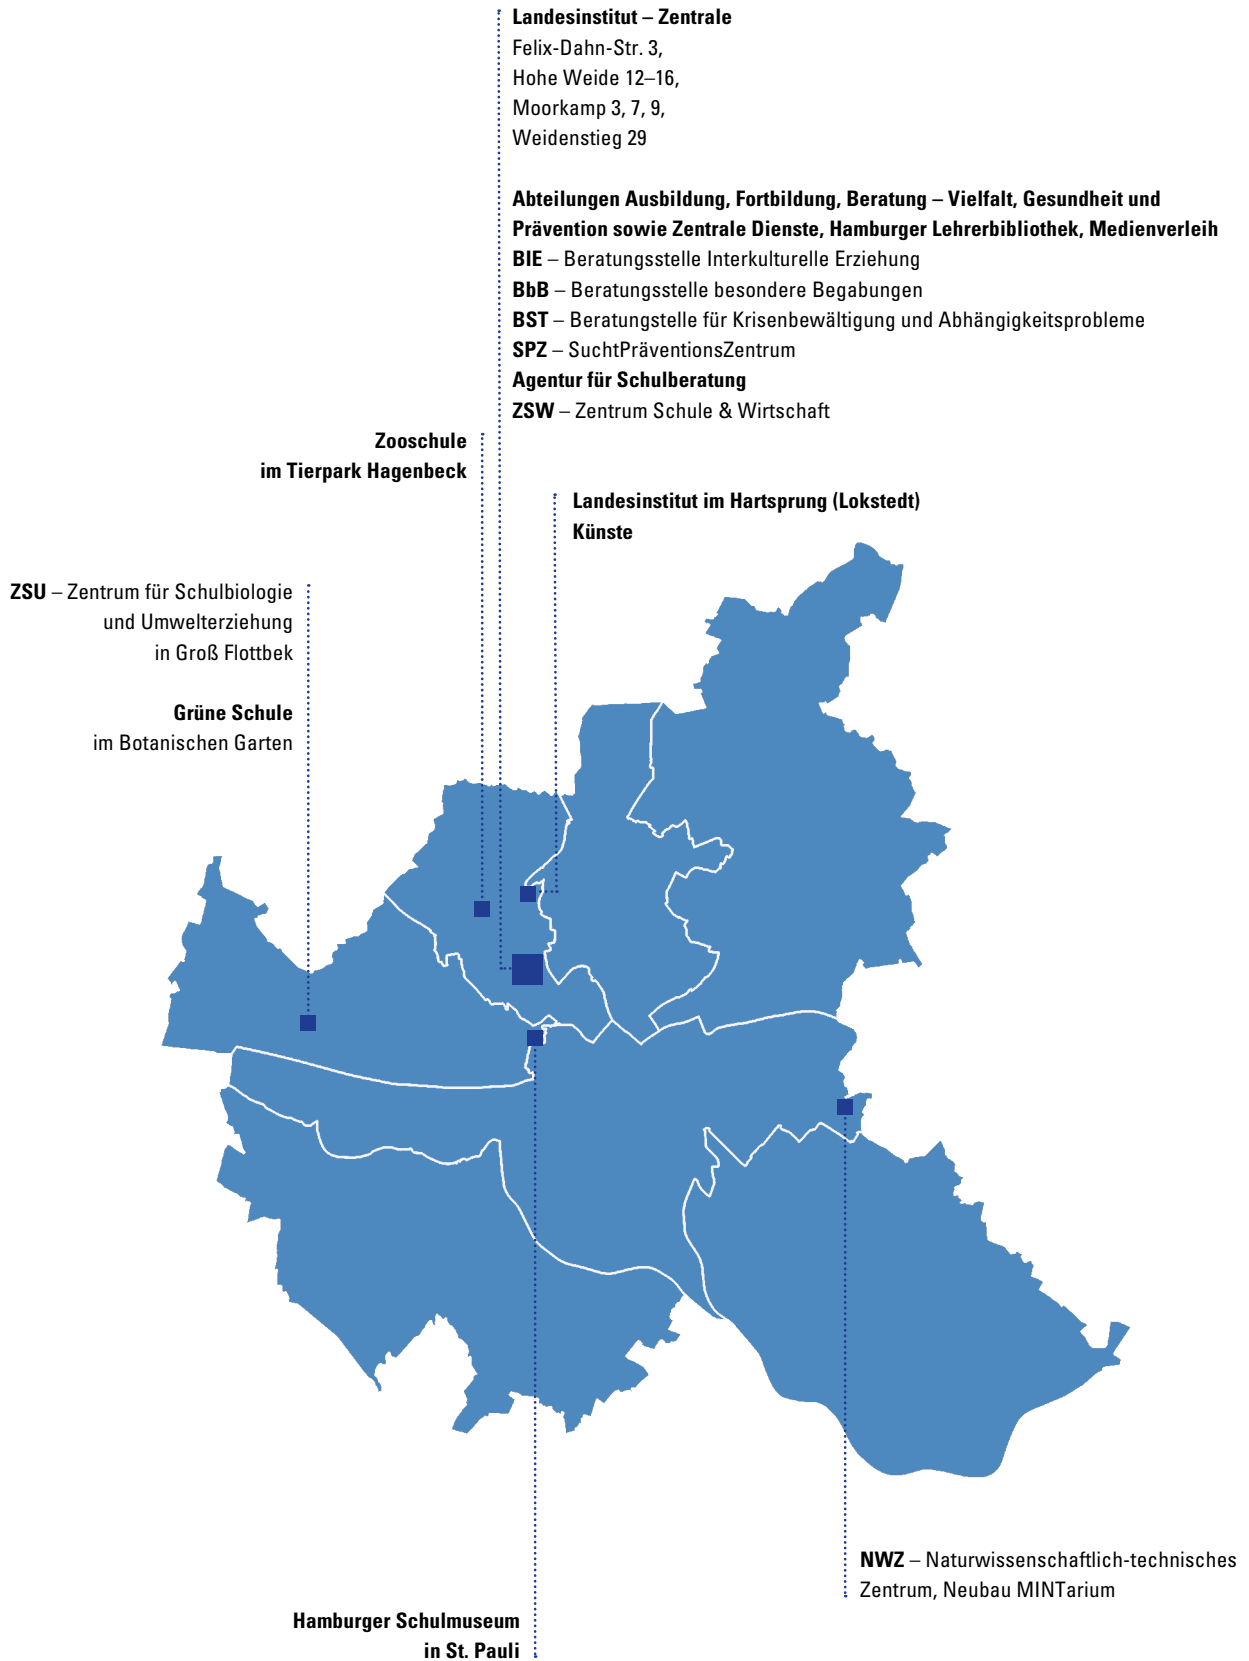 Landesinstitut – Zentrale
Felix-Dahn-Str. 3,
Hohe Weide 12–16,
Moorkamp 3, 7, 9,
Weidenstieg 29
Abteilungen Ausbildung, Fortbildung, Beratung – Vielfalt, Gesundheit und
Prävention sowie Zentrale Dienste, Hamburger Lehrerbibliothek, Medienverleih
BIE – Beratungsstelle Interkulturelle Erziehung
BbB – Beratungsstelle besondere Begabungen
BST – Beratungstelle für Krisenbewältigung und Abhängigkeitsprobleme
SPZ – SuchtPräventionsZentrum
Agentur für Schulberatung
ZSW – Zentrum Schule & Wirtschaft
Zooschule
im Tierpark Hagenbeck
Landesinstitut im Hartsprung (Lokstedt)
Künste
ZSU – Zentrum für Schulbiologie
und Umwelterziehung
in Groß Flottbek
Grüne Schule
im Botanischen Garten
NWZ – Naturwissenschaftlich-technisches
Zentrum, Neubau MINTarium
Hamburger Schulmuseum
in St. Pauli